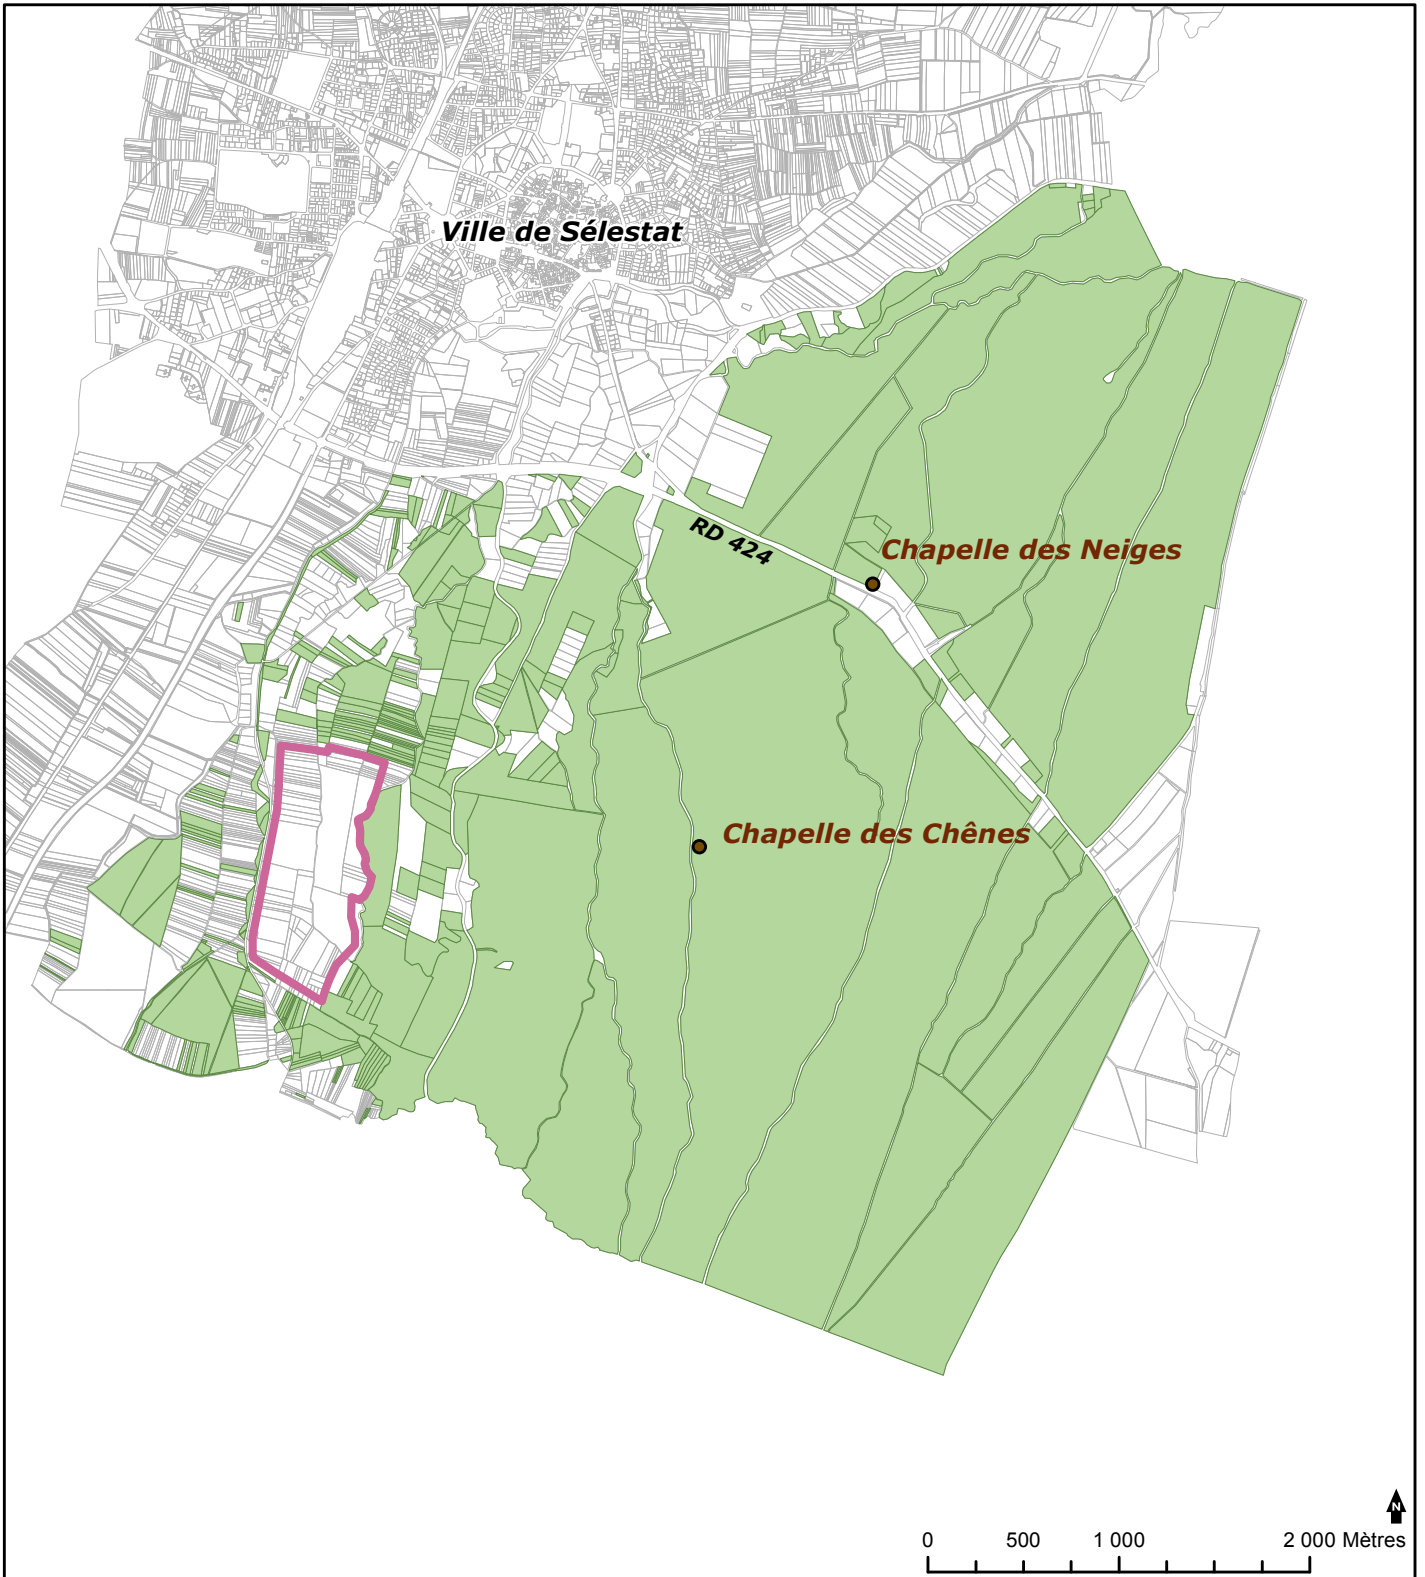 Ville de Sélestat
RD 424
Chapelle des Neiges
Chapelle des Chênes
N
0 500 1 000 2 000 Mètres